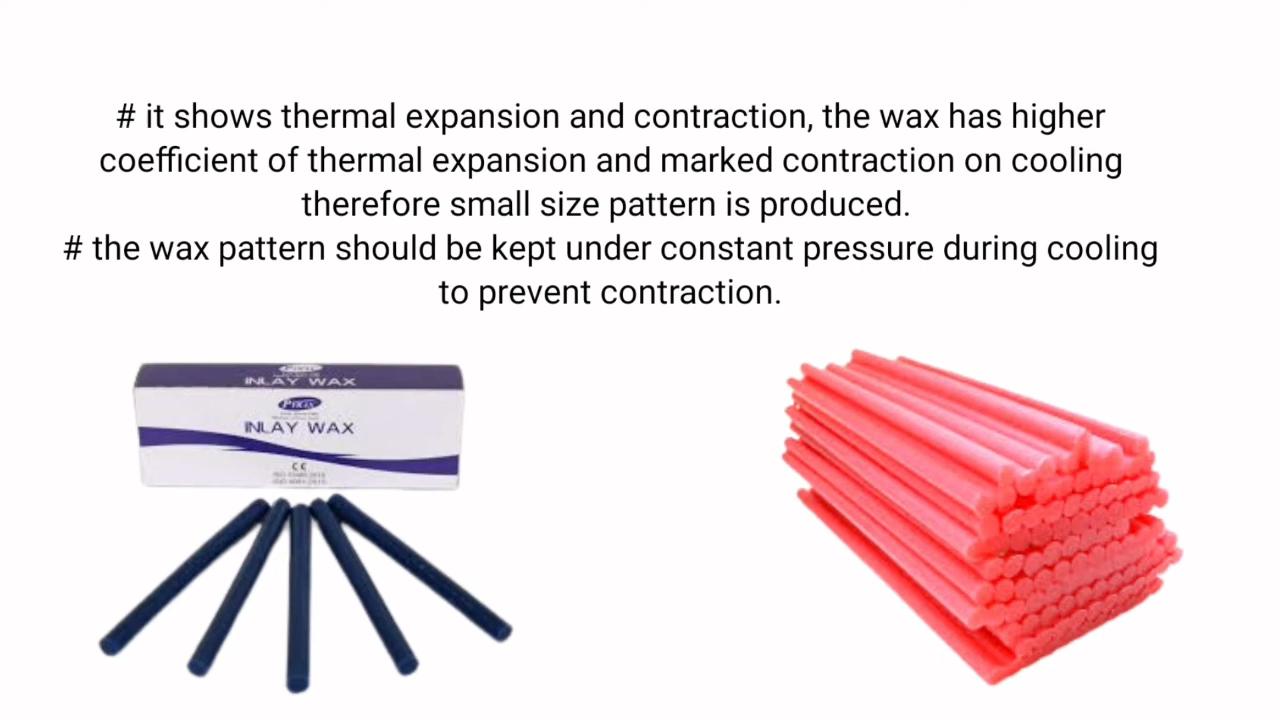 # it shows thermal expansion and contraction, the wax has higher
coefficient of thermal expansion and marked contraction on cooling
therefore small size pattern is produced.
# the wax pattern should be kept under constant pressure during cooling
to prevent contraction.
INLAY WAX
INLAY WAX
CE